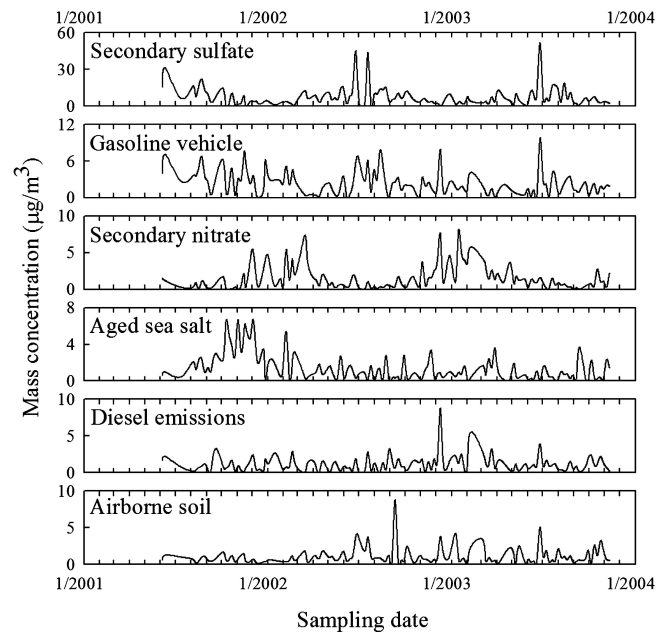 1/2001 1/2002 1/2003 1/2004
Mass concentration (μg/m³)
60
Secondary sulfate
30
0
12
Gasoline vehicle
6
0
10
Secondary nitrate
5
0
8
Aged sea salt
4
0
10
Diesel emissions
5
0
10
Airborne soil
5
0
1/2001 1/2002 1/2003 1/2004
Sampling date